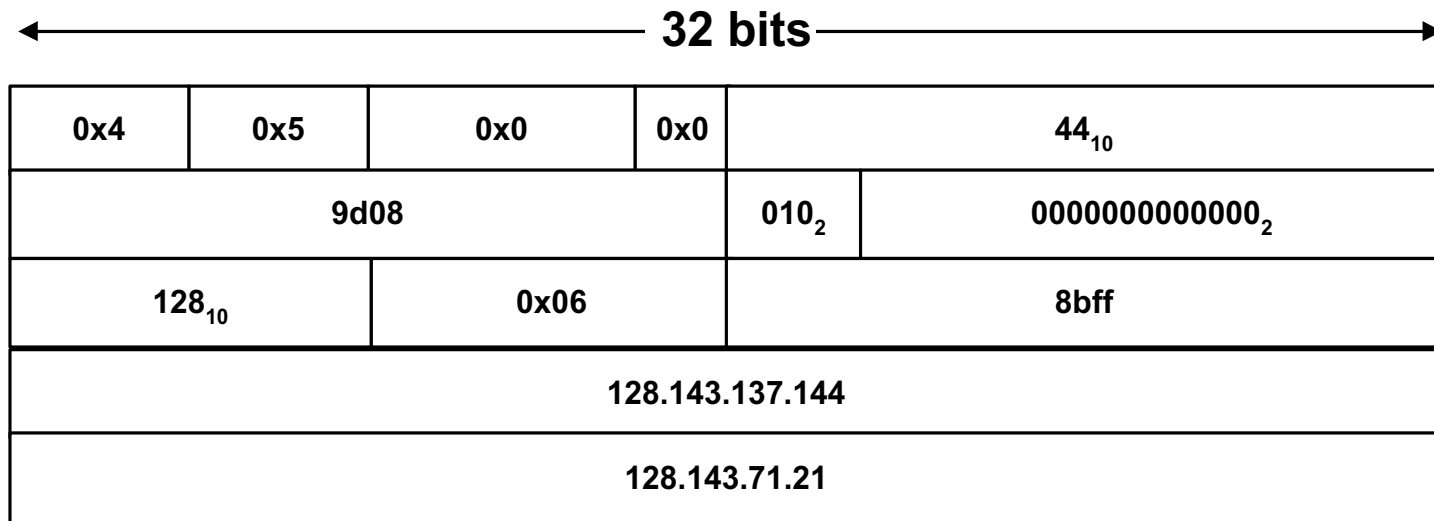 32 bits
0x4 0x5 0x0 0x0 44₁₀
9d08 010₂ 0000000000000₂
128₁₀ 0x06 8bff
128.143.137.144
128.143.71.21